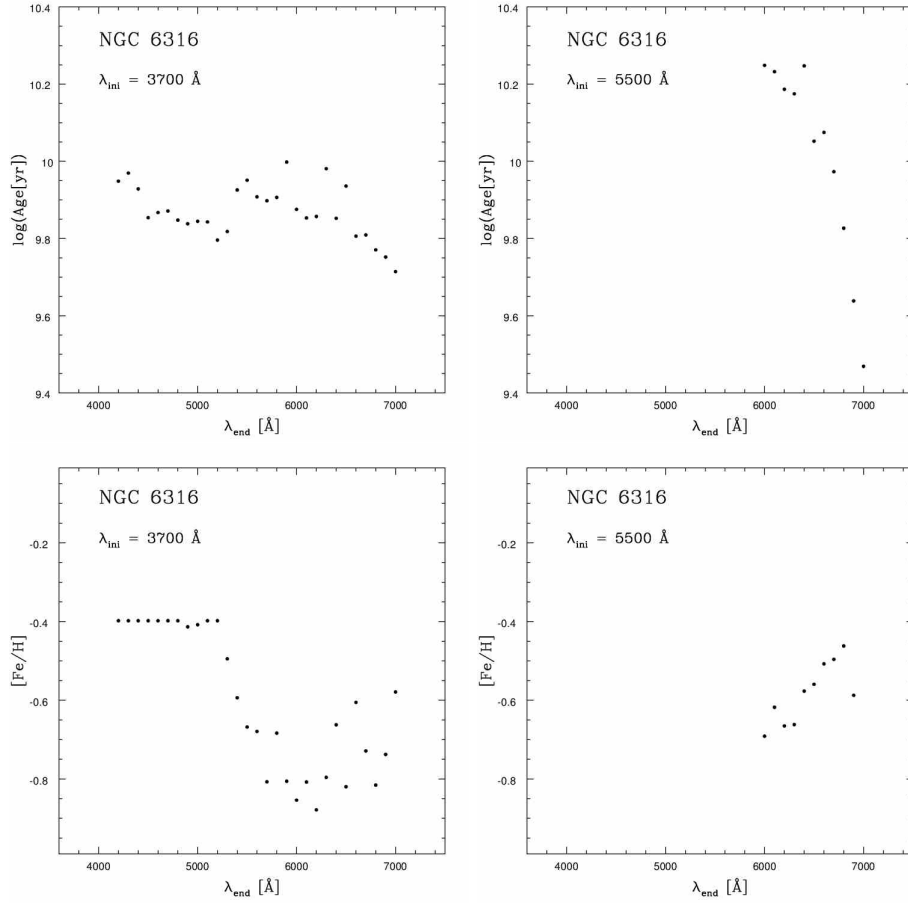 NGC 6316
λini = 3700 Å
log(Age[yr])
10.4
10.2
10
9.8
9.6
9.4
4000 5000 6000 7000
λend [Å]
NGC 6316
λini = 5500 Å
log(Age[yr])
10.4
10.2
10
9.8
9.6
9.4
4000 5000 6000 7000
λend [Å]
NGC 6316
λini = 3700 Å
[Fe/H]
-0.2
-0.4
-0.6
-0.8
4000 5000 6000 7000
λend [Å]
NGC 6316
λini = 5500 Å
[Fe/H]
-0.2
-0.4
-0.6
-0.8
4000 5000 6000 7000
λend [Å]